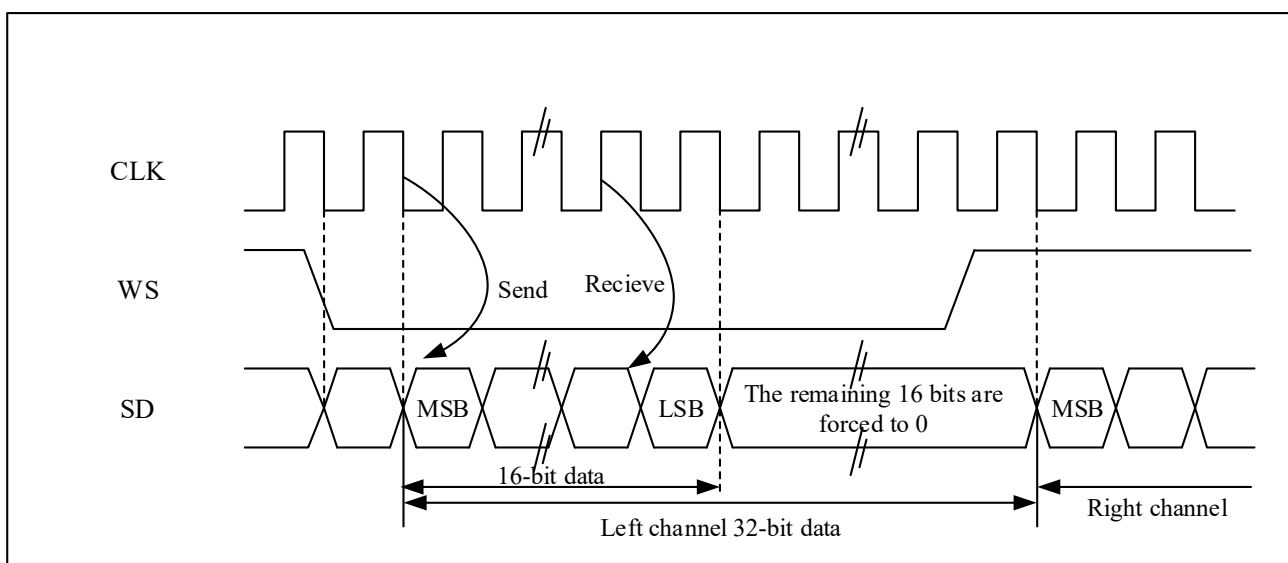 CLK
WS
Send
Recieve
SD
MSB
LSB
The remaining 16 bits are
forced to 0
MSB
16-bit data
Left channel 32-bit data
Right channel